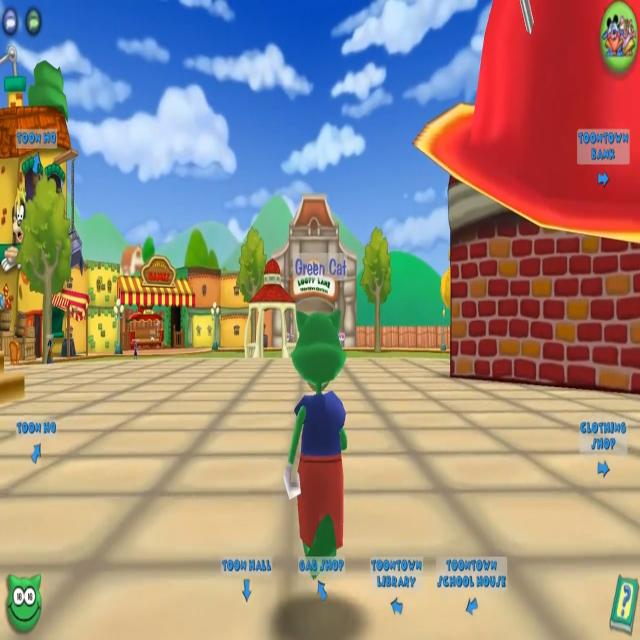 TOON HQ
TOONTOWN
BANK
Green Cat
LOOPY LANE
TOON HQ
CLOTHING
SHOP
TOON HALL
GAG SHOP
TOONTOWN
LIBRARY
TOONTOWN
SCHOOL HOUSE
?